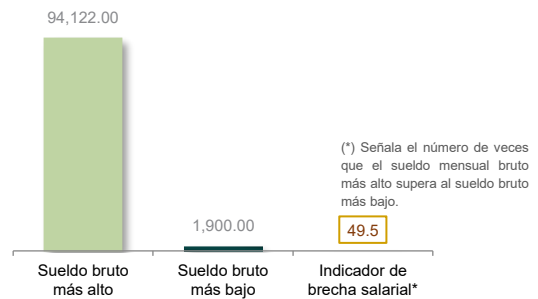 94,122.00
(*) Señala el número de veces
que el sueldo mensual bruto
más alto supera al sueldo bruto
más bajo.
1,900.00
49.5
Sueldo bruto
más alto
Sueldo bruto
más bajo
Indicador de
brecha salarial*